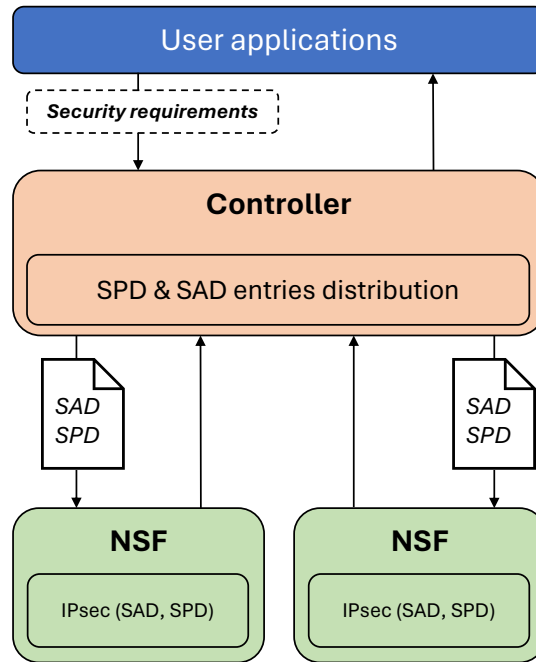 User applications
Security requirements
Controller
SPD & SAD entries distribution
SAD
SPD
SAD
SPD
NSF
NSF
IPsec (SAD, SPD)
IPsec (SAD, SPD)